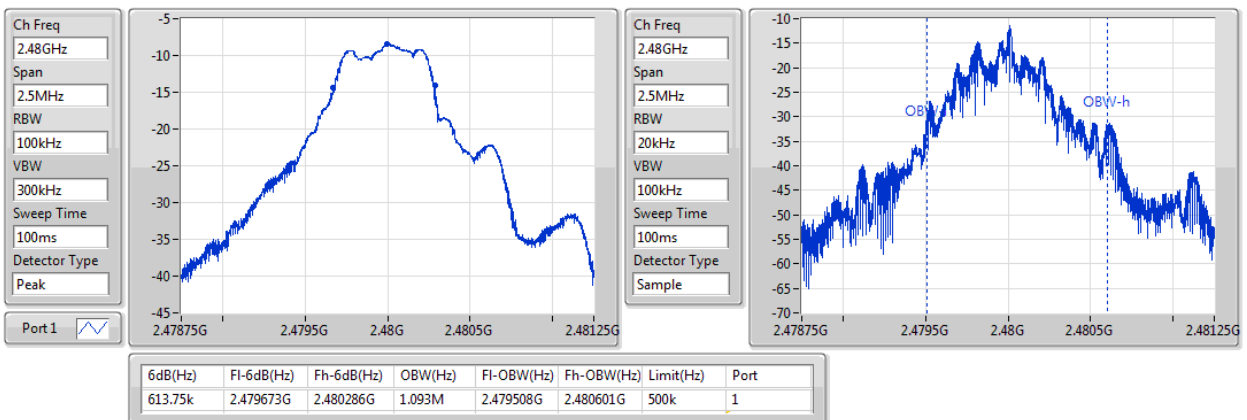 Ch Freq
2.48GHz
Span
2.5MHz
RBW
100kHz
VBW
300kHz
Sweep Time
100ms
Detector Type
Peak
Port 1
-5
-10
-15
-20
-25
-30
-35
-40
-45
2.47875G 2.4795G 2.48G 2.4805G 2.48125G
Ch Freq
2.48GHz
Span
2.5MHz
RBW
20kHz
VBW
100kHz
Sweep Time
100ms
Detector Type
Sample
-10
-15
-20
-25
-30
-35
-40
-45
-50
-55
-60
-65
-70
OBW-h
2.47875G 2.4795G 2.48G 2.4805G 2.48125G
6dB(Hz) Fl-6dB(Hz) Fh-6dB(Hz) OBW(Hz) Fl-OBW(Hz) Fh-OBW(Hz) Limit(Hz) Port
613.75k 2.479673G 2.480286G 1.093M 2.479508G 2.480601G 500k 1